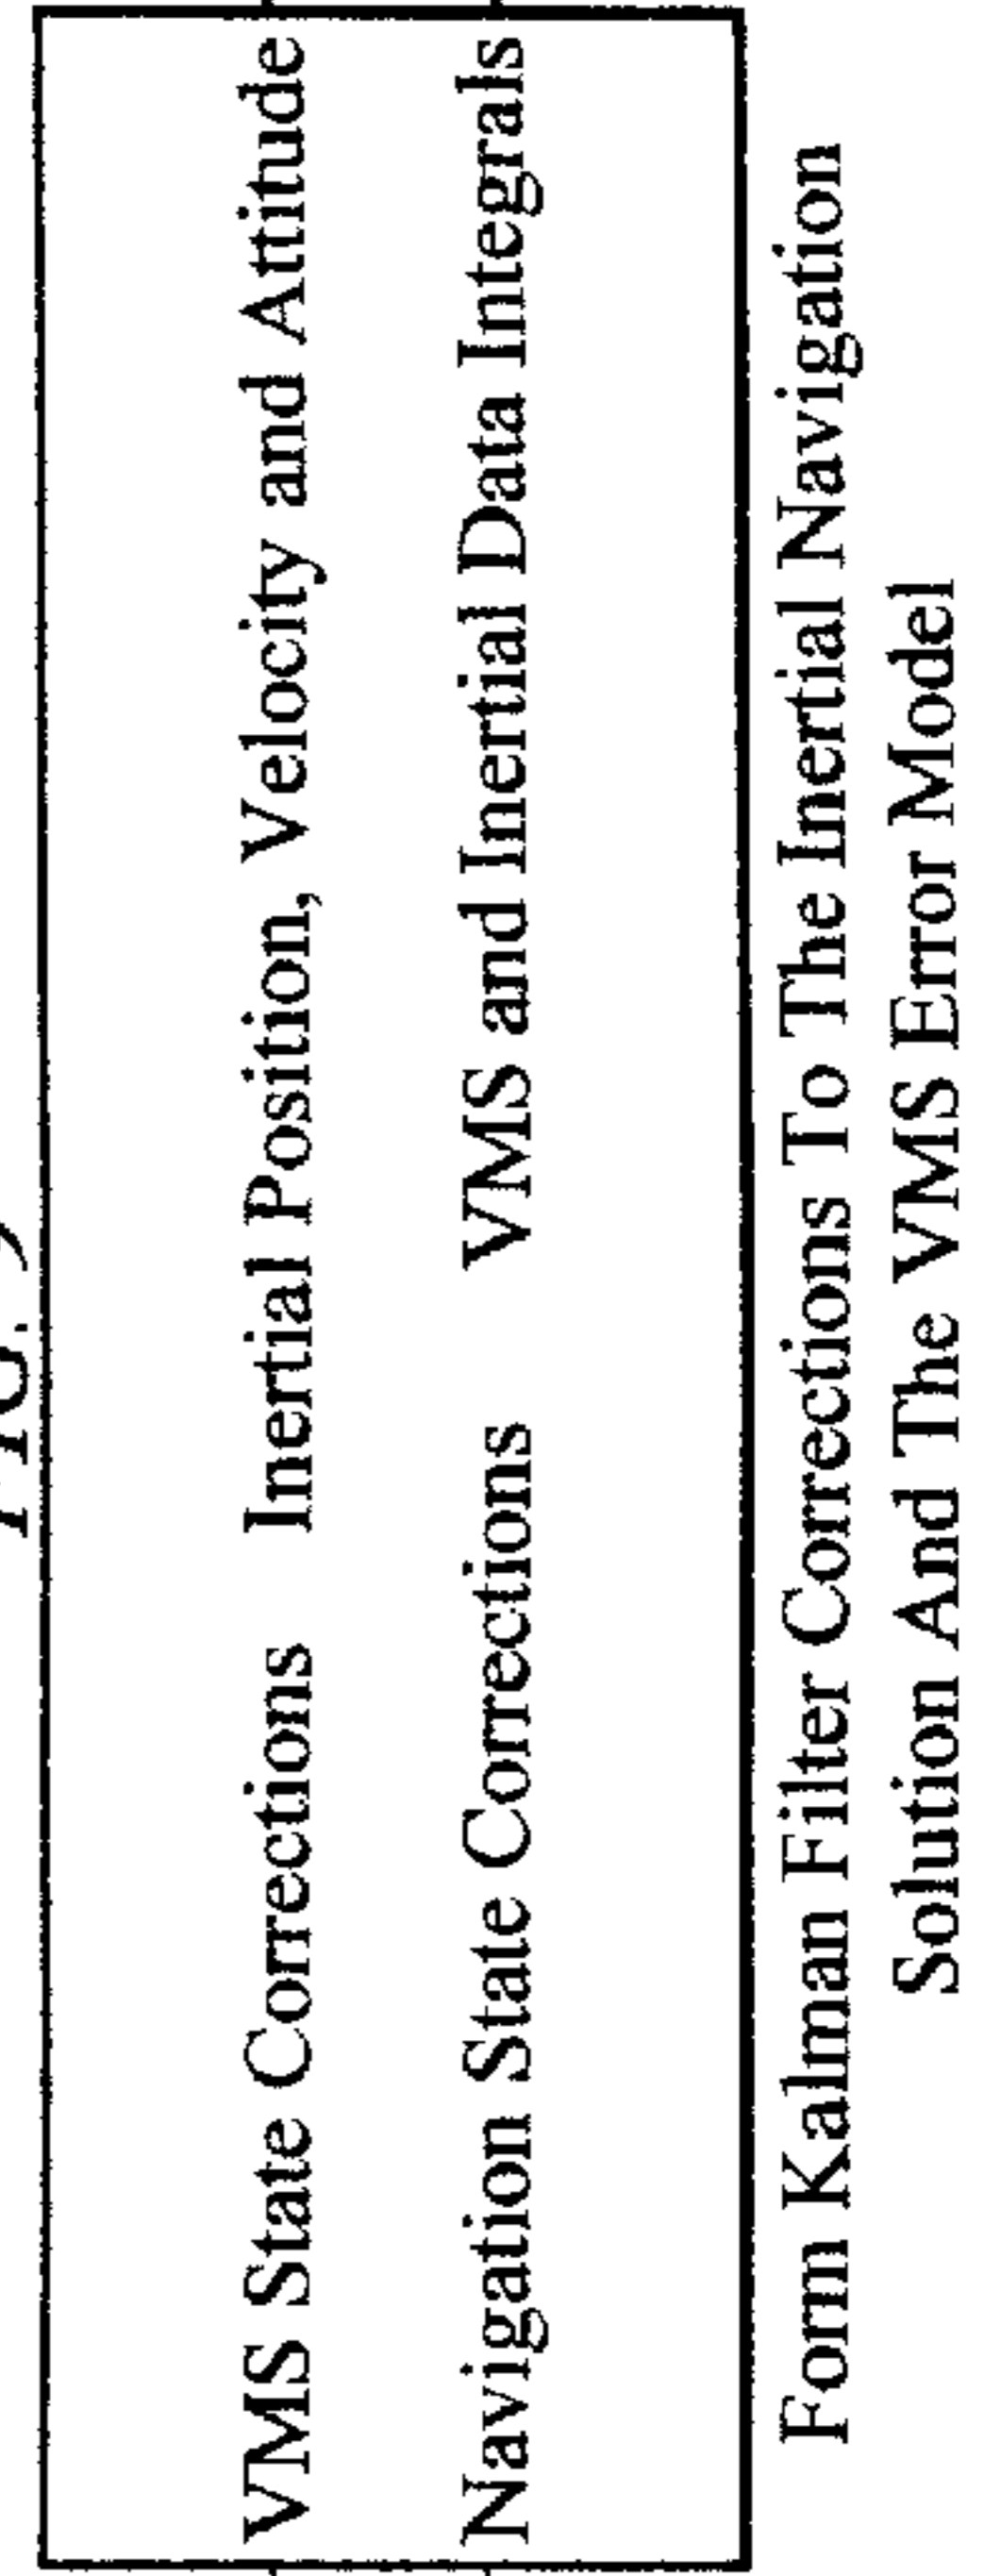 VMS State Corrections Inertial Position, Velocity and Attitude
Navigation State Corrections VMS and Inertial Data Integrals
Form Kalman Filter Corrections To The Inertial Navigation
Solution And The VMS Error Model